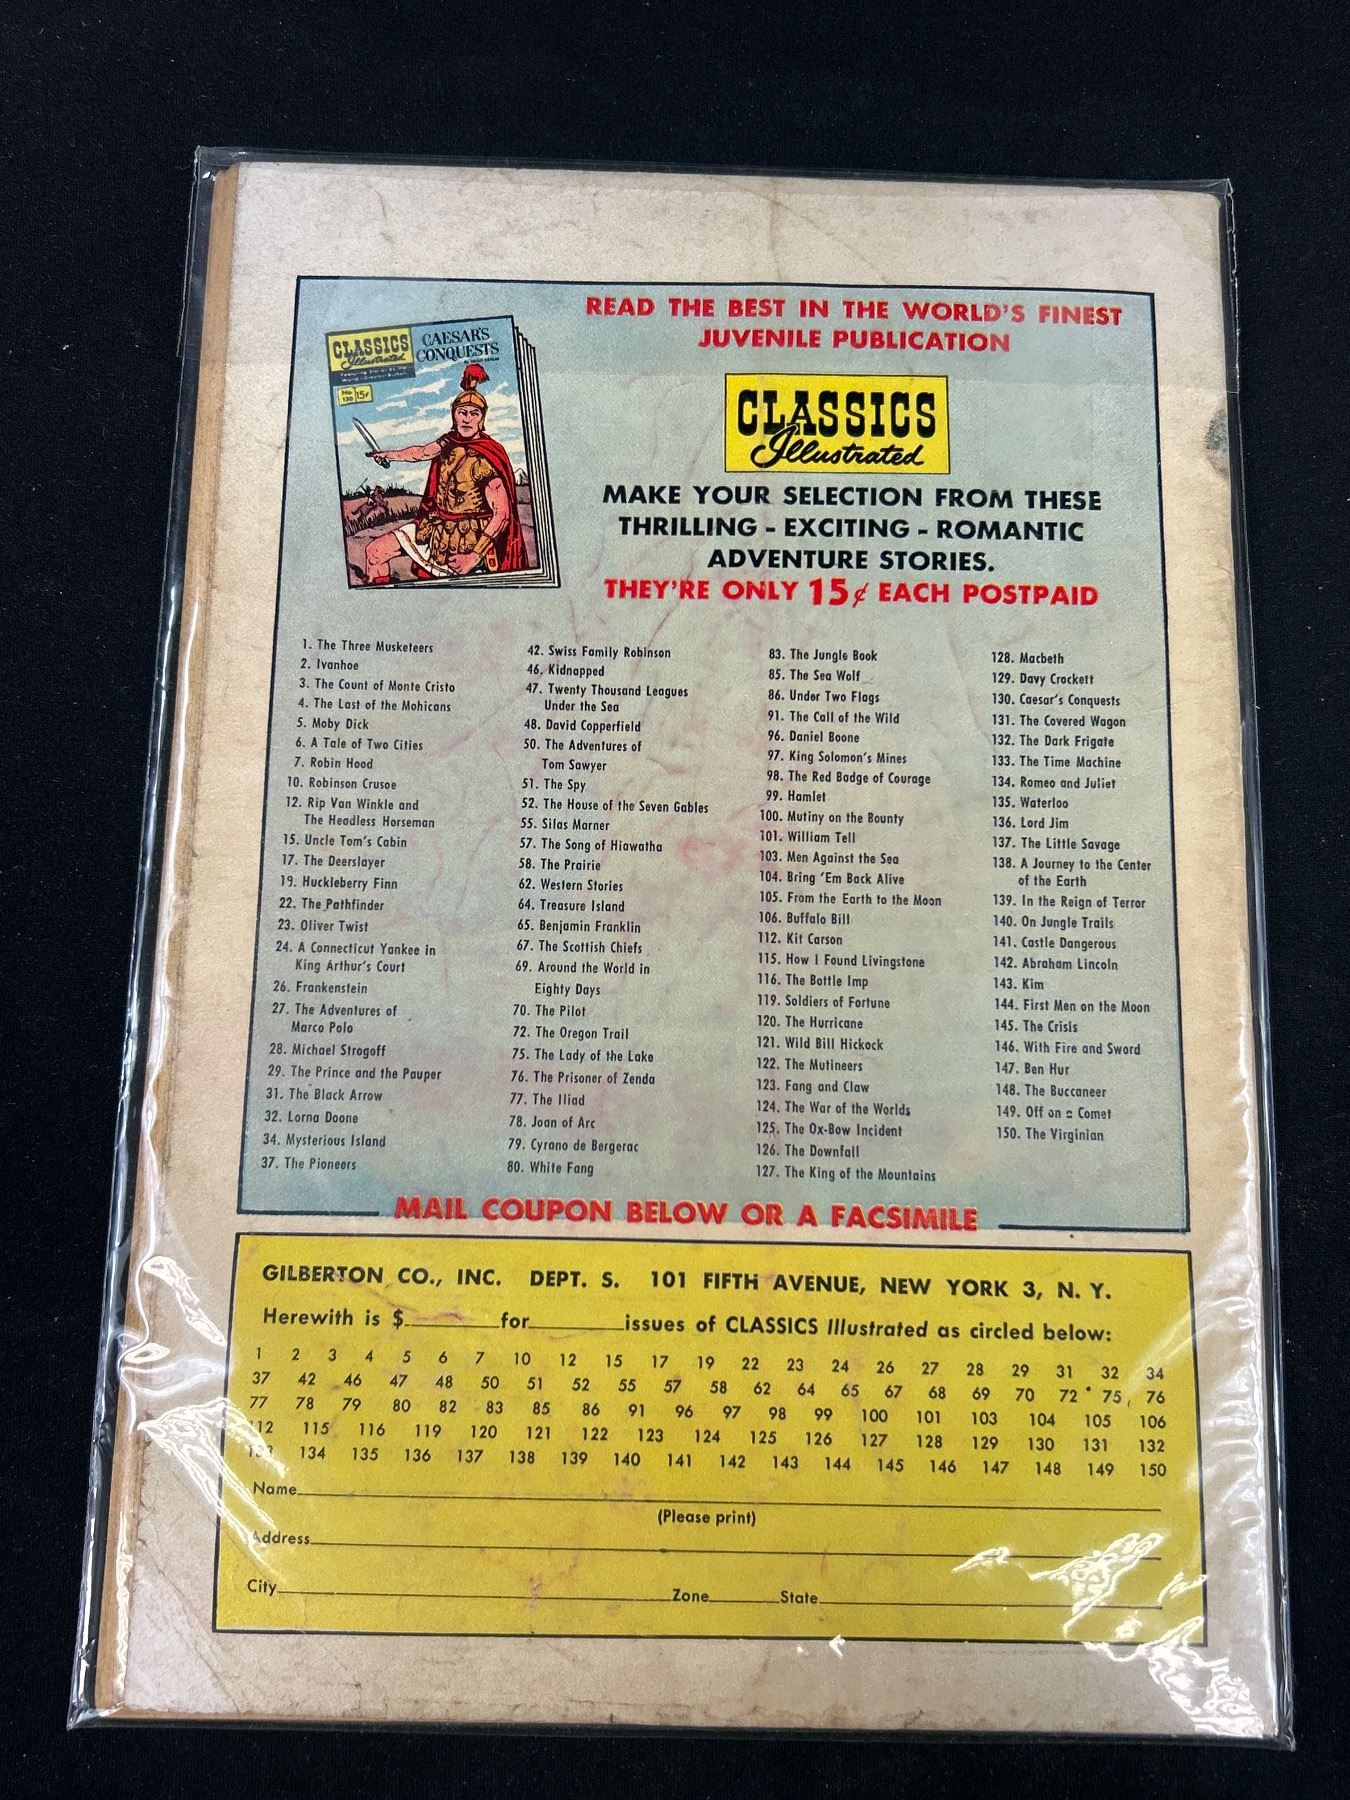 CLASSICS
Illustrated
Featuring Stories by the
World's Greatest Authors
No. 130
15¢
CAESAR'S
CONQUESTS
READ THE BEST IN THE WORLD'S FINEST
JUVENILE PUBLICATION
CLASSICS
Illustrated
MAKE YOUR SELECTION FROM THESE
THRILLING - EXCITING - ROMANTIC
ADVENTURE STORIES.
THEY'RE ONLY 15¢ EACH POSTPAID
1. The Three Musketeers
2. Ivanhoe
3. The Count of Monte Cristo
4. The Last of the Mohicans
5. Moby Dick
6. A Tale of Two Cities
7. Robin Hood
10. Robinson Crusoe
12. Rip Van Winkle and
The Headless Horseman
15. Uncle Tom's Cabin
17. The Deerslayer
19. Huckleberry Finn
22. The Pathfinder
23. Oliver Twist
24. A Connecticut Yankee in
King Arthur's Court
26. Frankenstein
27. The Adventures of
Marco Polo
28. Michael Strogoff
29. The Prince and the Pauper
31. The Black Arrow
32. Lorna Doone
34. Mysterious Island
37. The Pioneers
42. Swiss Family Robinson
46. Kidnapped
47. Twenty Thousand Leagues
Under the Sea
48. David Copperfield
50. The Adventures of
Tom Sawyer
51. The Spy
52. The House of the Seven Gables
55. Silas Marner
57. The Song of Hiawatha
58. The Prairie
62. Western Stories
64. Treasure Island
65. Benjamin Franklin
67. The Scottish Chiefs
69. Around the World in
Eighty Days
70. The Pilot
72. The Oregon Trail
75. The Lady of the Lake
76. The Prisoner of Zenda
77. The Iliad
78. Joan of Arc
79. Cyrano de Bergerac
80. White Fang
83. The Jungle Book
85. The Sea Wolf
86. Under Two Flags
91. The Call of the Wild
96. Daniel Boone
97. King Solomon's Mines
98. The Red Badge of Courage
99. Hamlet
100. Mutiny on the Bounty
101. William Tell
103. Men Against the Sea
104. Bring 'Em Back Alive
105. From the Earth to the Moon
106. Buffalo Bill
112. Kit Carson
115. How I Found Livingstone
116. The Bottle Imp
119. Soldiers of Fortune
120. The Hurricane
121. Wild Bill Hickock
122. The Mutineers
123. Fang and Claw
124. The War of the Worlds
125. The Ox-Bow Incident
126. The Downfall
127. The King of the Mountains
128. Macbeth
129. Davy Crockett
130. Caesar's Conquests
131. The Covered Wagon
132. The Dark Frigate
133. The Time Machine
134. Romeo and Juliet
135. Waterloo
136. Lord Jim
137. The Little Savage
138. A Journey to the Center
of the Earth
139. In the Reign of Terror
140. On Jungle Trails
141. Castle Dangerous
142. Abraham Lincoln
143. Kim
144. First Men on the Moon
145. The Crisis
146. With Fire and Sword
147. Ben Hur
148. The Buccaneer
149. Off on a Comet
150. The Virginian
MAIL COUPON BELOW OR A FACSIMILE
GILBERTON CO., INC. DEPT. S. 101 FIFTH AVENUE, NEW YORK 3, N. Y.
Herewith is $ for issues of CLASSICS Illustrated as circled below:
1 2 3 4 5 6 7 10 12 15 17 19 22 23 24 26 27 28 29 31 32 34
37 42 46 47 48 50 51 52 55 57 58 62 64 65 67 68 69 70 72 75 76
77 78 79 80 82 83 85 86 91 96 97 98 99 100 101 103 104 105 106
112 115 116 119 120 121 122 123 124 125 126 127 128 129 130 131 132
133 134 135 136 137 138 139 140 141 142 143 144 145 146 147 148 149 150
Name
(Please print)
Address
City Zone State